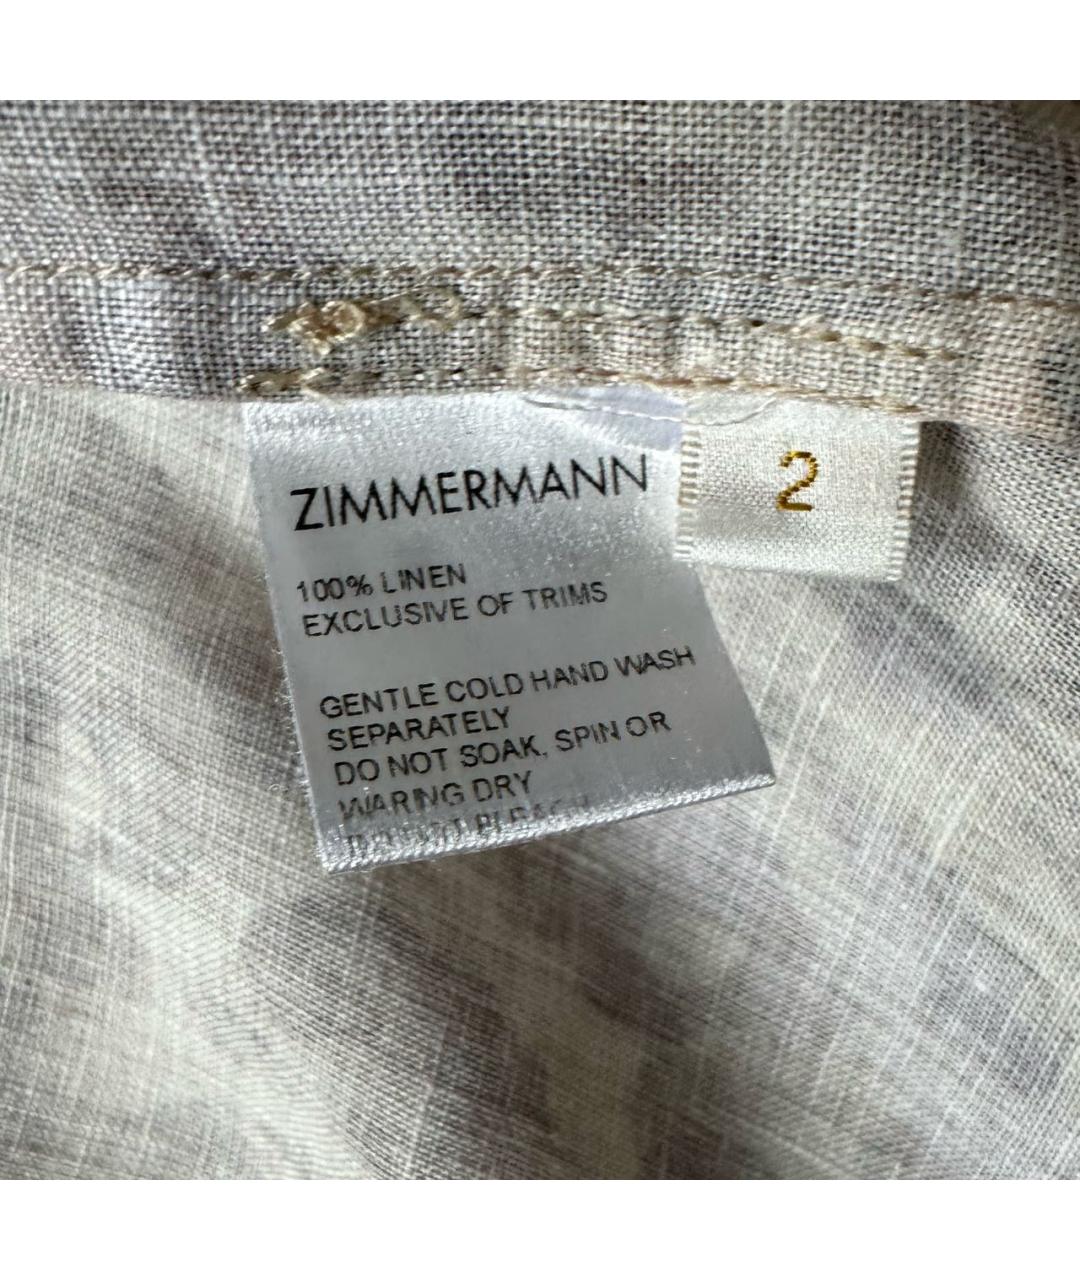 ZIMMERMANN
2
100% LINEN
EXCLUSIVE OF TRIMS
GENTLE COLD HAND WASH
SEPARATELY
DO NOT SOAK, SPIN OR
WARING DRY
BLEACH